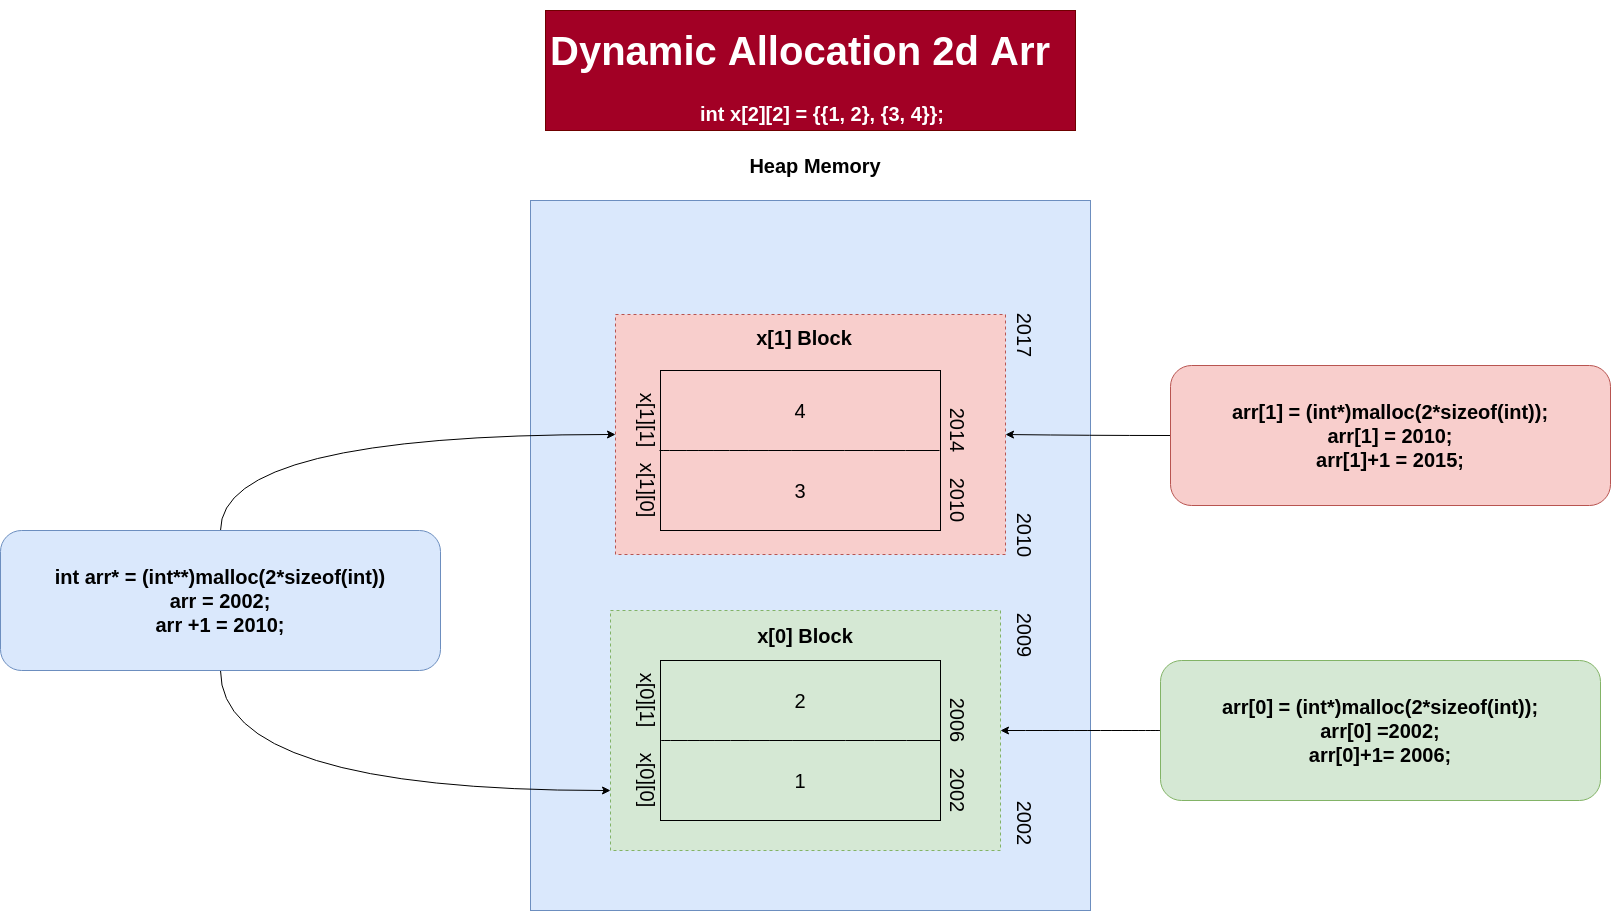 Dynamic Allocation 2d Arr
int x[2][2] = {{1, 2}, {3, 4}};
Heap Memory
x[1] Block
2017
x[1][1]
4
2014
x[1][0]
3
2010
2010
arr[1] = (int*)malloc(2*sizeof(int));
arr[1] = 2010;
arr[1]+1 = 2015;
int arr* = (int**)malloc(2*sizeof(int))
arr = 2002;
arr +1 = 2010;
x[0] Block
2009
x[0][1]
2
2006
x[0][0]
1
2002
2002
arr[0] = (int*)malloc(2*sizeof(int));
arr[0] =2002;
arr[0]+1= 2006;